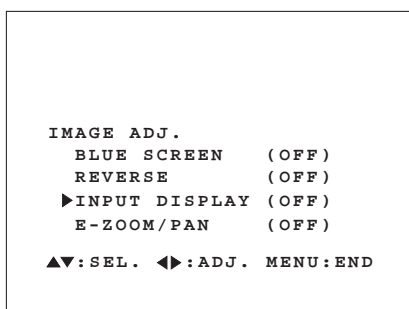 IMAGE ADJ.
BLUE SCREEN (OFF)
REVERSE (OFF)
▶INPUT DISPLAY (OFF)
E-ZOOM/PAN (OFF)
▲▼:SEL. ◀▶:ADJ. MENU:END